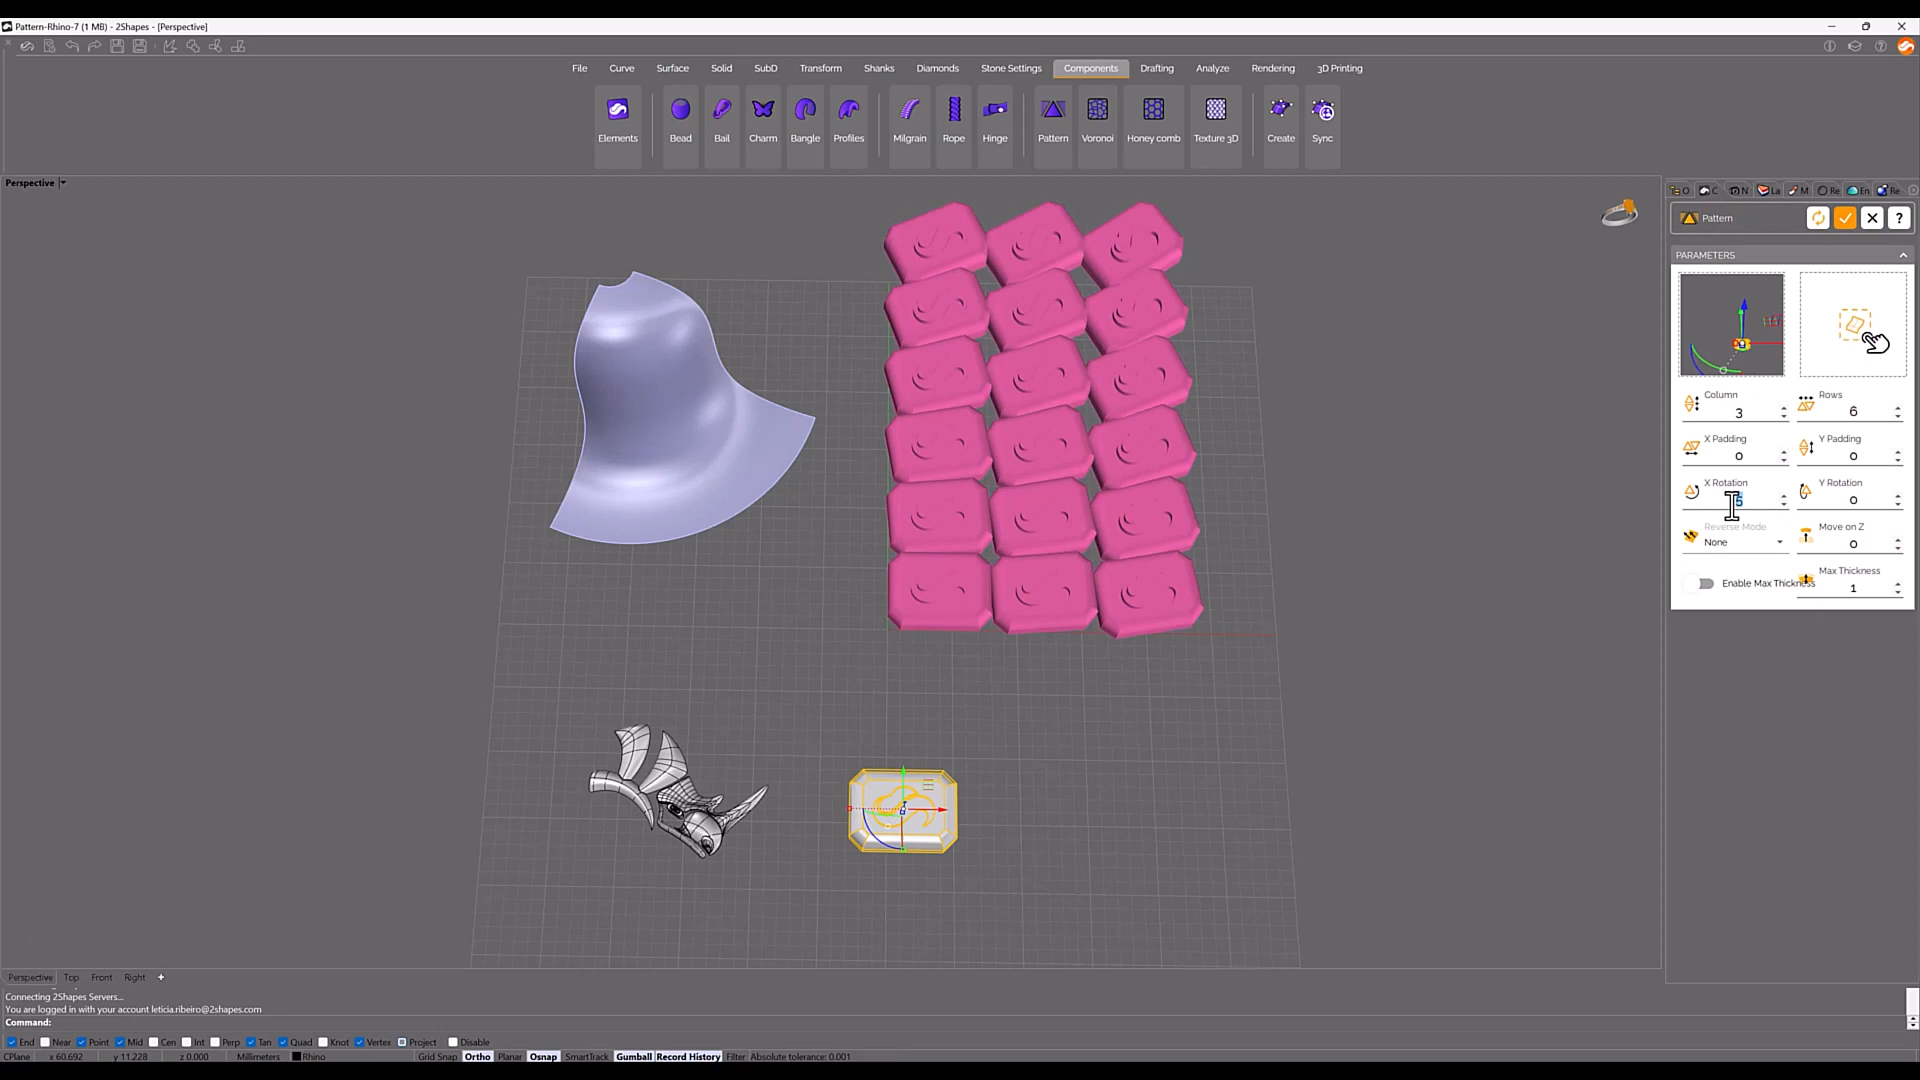 Pattern-Rhino-7 (1 MB) - 2Shapes - [Perspective]
File Curve Surface Solid SubD Transform Shanks Diamonds Stone Settings Components Drafting Analyze Rendering 3D Printing
Elements Bead Bail Charm Bangle Profiles Milgrain Rope Hinge Pattern Voronoi Honey comb Texture 3D Create Sync
Perspective
O C N La M Re En Re
Pattern
?
PARAMETERS
Column Rows
3 6
X Padding Y Padding
0 0
X Rotation Y Rotation
5 0
Reverse Mode Move on Z
None 0
Enable Max Thickness Max Thickness
1
Perspective Top Front Right
Connecting 2Shapes Servers...
You are logged in with your account leticia.ribeiro@2shapes.com
Command:
End Near Point Mid Cen Int Perp Tan Quad Knot Vertex Project Disable
CPlane x 60.692 y 11.228 z 0.000 Millimeters Rhino Grid Snap Ortho Planar Osnap SmartTrack Gumball Record History Filter Absolute tolerance: 0.001